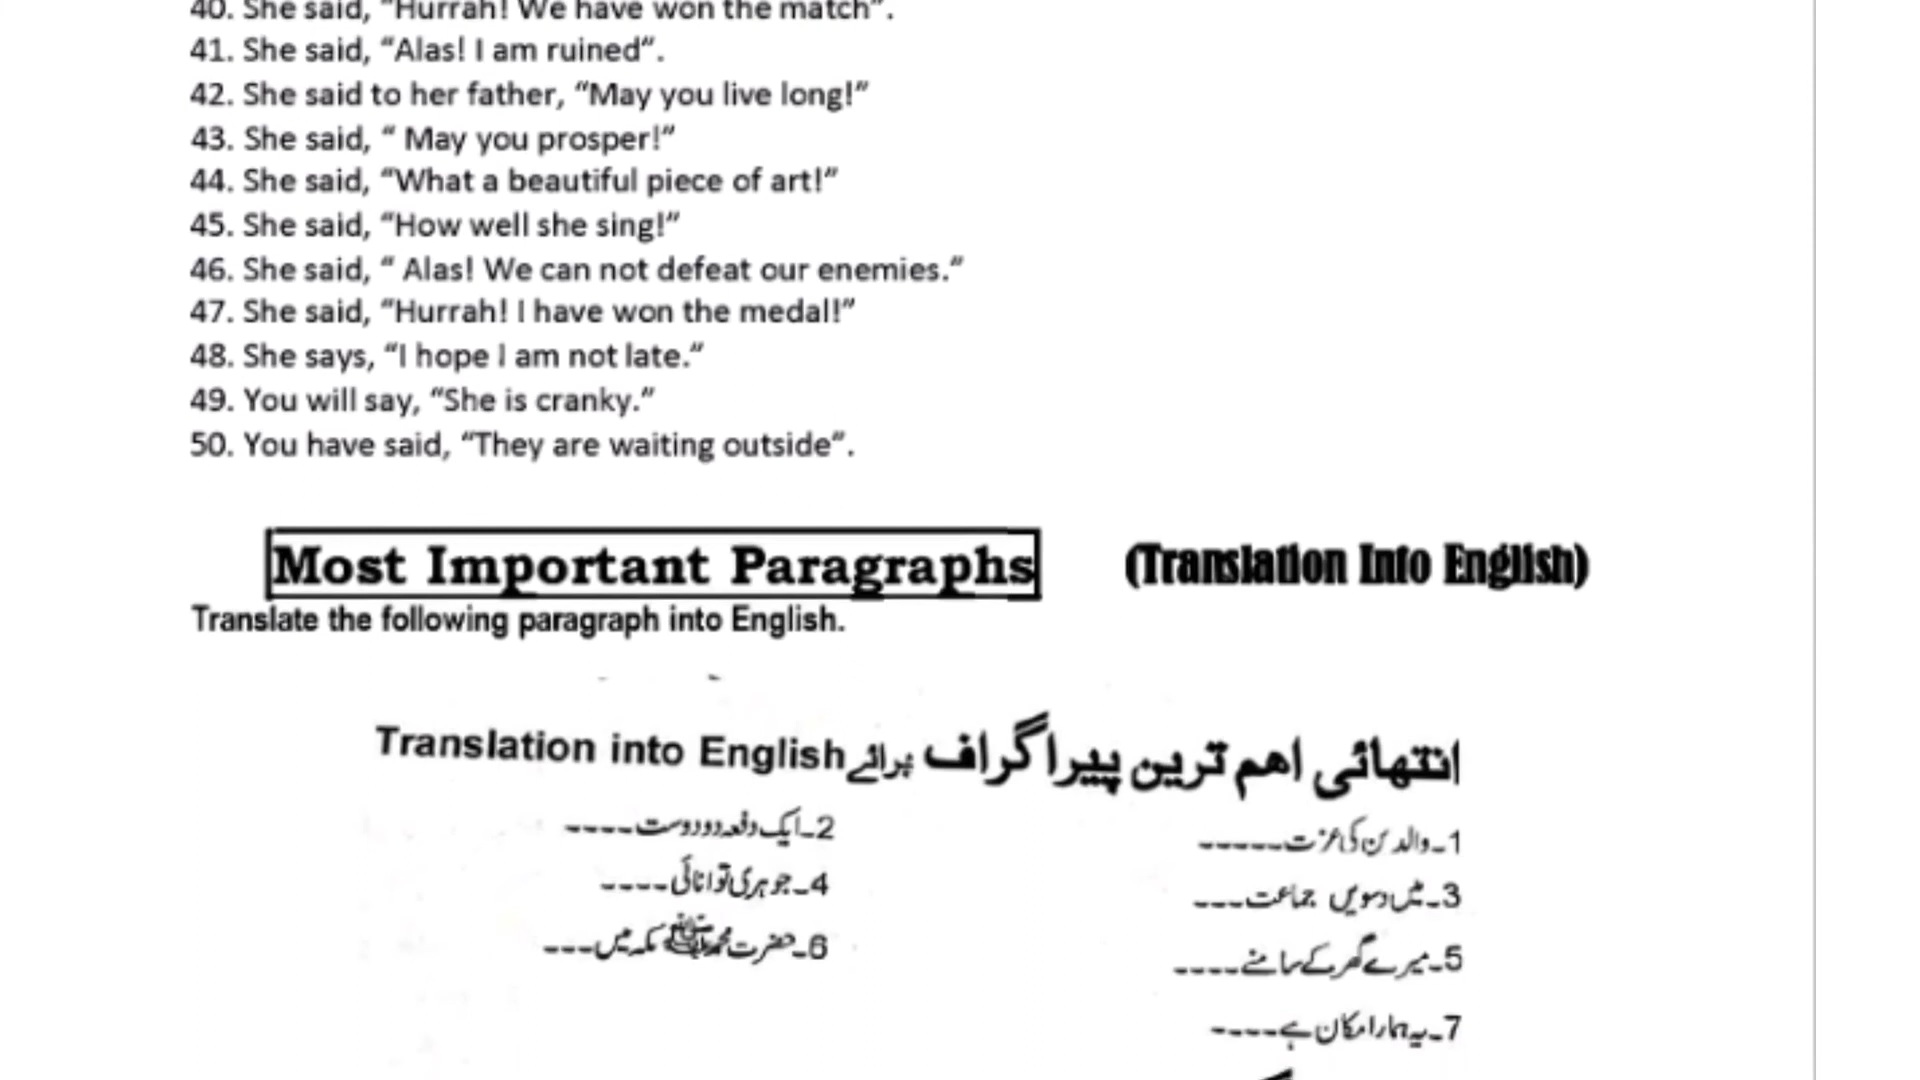 40. She said, “Hurrah! We have won the match”.
41. She said, “Alas! I am ruined”.
42. She said to her father, “May you live long!”
43. She said, “ May you prosper!”
44. She said, “What a beautiful piece of art!”
45. She said, “How well she sing!”
46. She said, “ Alas! We can not defeat our enemies.”
47. She said, “Hurrah! I have won the medal!”
48. She says, “I hope I am not late.”
49. You will say, “She is cranky.”
50. You have said, “They are waiting outside”.
Most Important Paragraphs (Translation Into English)
Translate the following paragraph into English.
انتہائی اہم ترین پیراگراف برائے Translation into English
1۔والدین کی عزت------
2۔ایک دفعہ دو دوست----
3۔میں دسویں جماعت---
4۔جوہری توانائی----
5۔میرے گھر کے سامنے----
6۔حضرت محمدﷺ مکہ میں---
7۔یہ ہمارا مکان ہے----